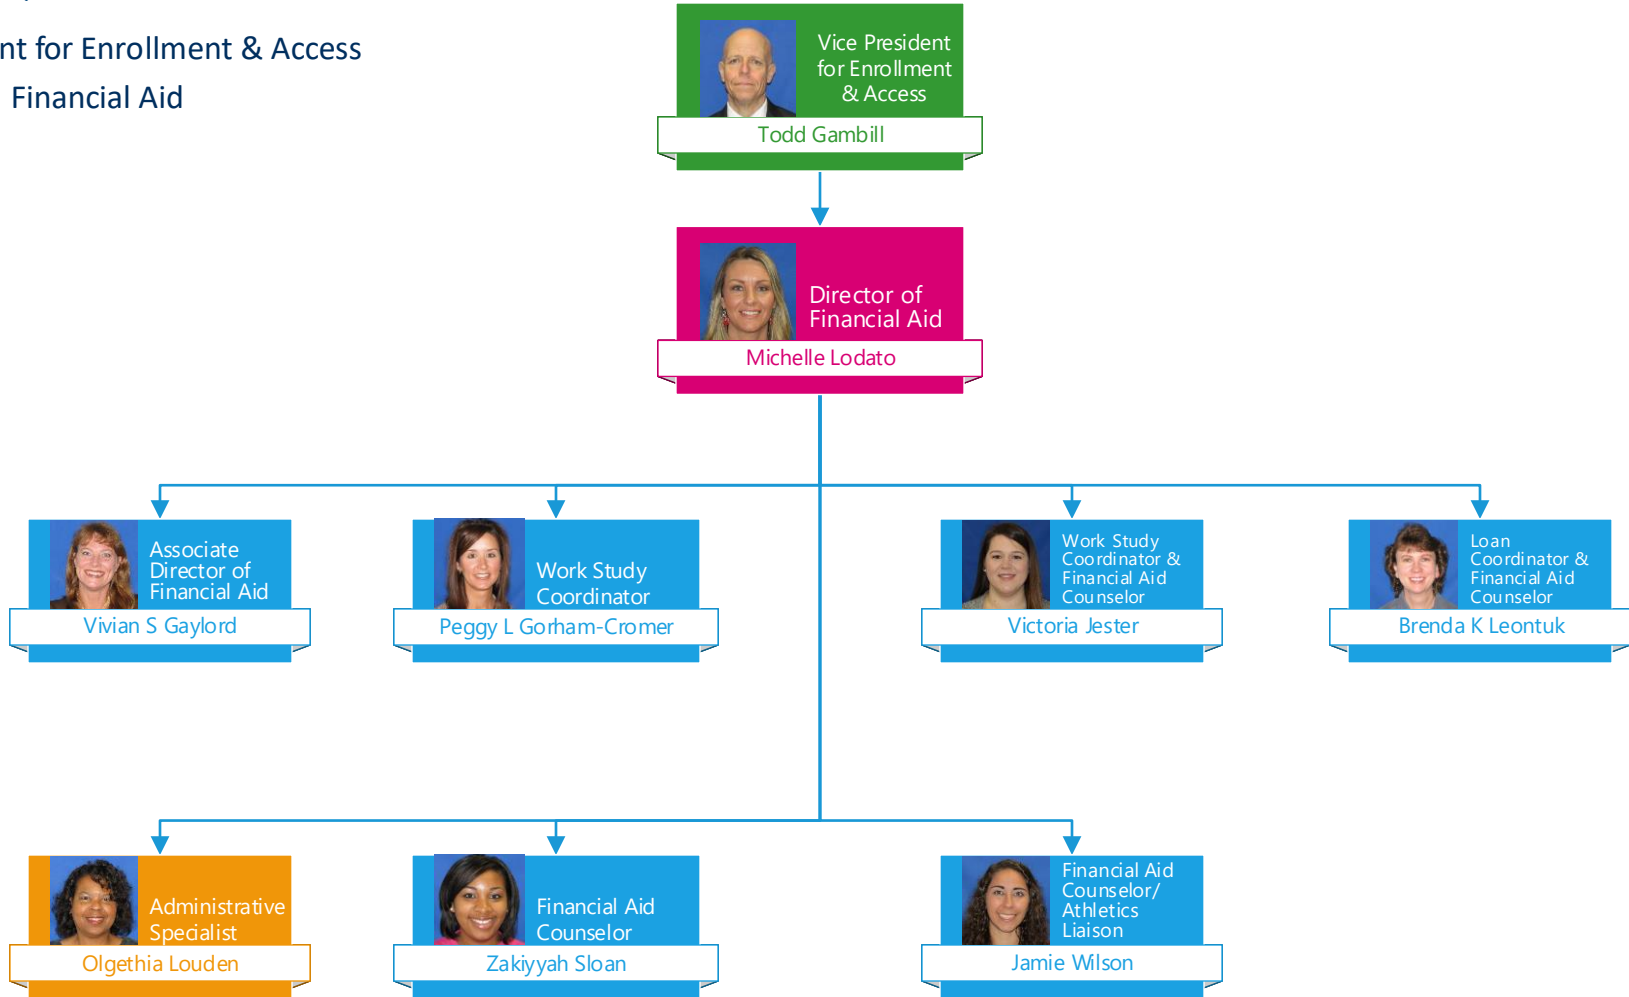 nt for Enrollment & Access
Financial Aid
Vice President
for Enrollment
& Access
Todd Gambill
Director of
Financial Aid
Michelle Lodato
Associate
Director of
Financial Aid
Vivian S Gaylord
Work Study
Coordinator
Peggy L Gorham-Cromer
Work Study
Coordinator &
Financial Aid
Counselor
Victoria Jester
Loan
Coordinator &
Financial Aid
Counselor
Brenda K Leontuk
Administrative
Specialist
Olgethia Louden
Financial Aid
Counselor
Zakiyyah Sloan
Financial Aid
Counselor/
Athletics
Liaison
Jamie Wilson